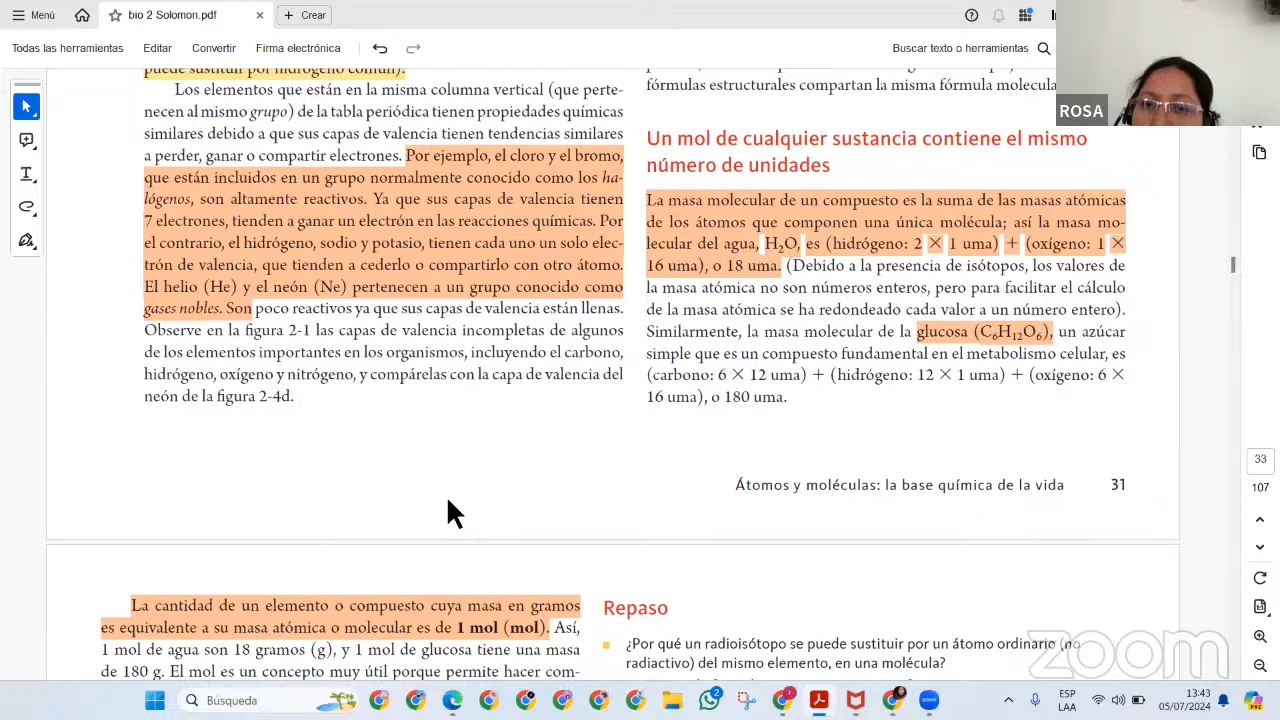 Menú
bio 2 Solomon.pdf
Crear
Todas las herramientas
Editar
Convertir
Firma electrónica
Buscar texto o herramientas
ROSA
puede sustituir por hidrógeno común).
Los elementos que están en la misma columna vertical (que perte-
necen al mismo grupo) de la tabla periódica tienen propiedades químicas
similares debido a que sus capas de valencia tienen tendencias similares
a perder, ganar o compartir electrones. Por ejemplo, el cloro y el bromo,
que están incluidos en un grupo normalmente conocido como los ha-
lógenos, son altamente reactivos. Ya que sus capas de valencia tienen
7 electrones, tienden a ganar un electrón en las reacciones químicas. Por
el contrario, el hidrógeno, sodio y potasio, tienen cada uno un solo elec-
trón de valencia, que tienden a cederlo o compartirlo con otro átomo.
El helio (He) y el neón (Ne) pertenecen a un grupo conocido como
gases nobles. Son poco reactivos ya que sus capas de valencia están llenas.
Observe en la figura 2-1 las capas de valencia incompletas de algunos
de los elementos importantes en los organismos, incluyendo el carbono,
hidrógeno, oxígeno y nitrógeno, y compárelas con la capa de valencia del
neón de la figura 2-4d.
fórmulas estructurales compartan la misma fórmula molecula
Un mol de cualquier sustancia contiene el mismo
número de unidades
La masa molecular de un compuesto es la suma de las masas atómicas
de los átomos que componen una única molécula; así la masa mo-
lecular del agua, H₂O, es (hidrógeno: 2 × 1 uma) + (oxígeno: 1 ×
16 uma), o 18 uma. (Debido a la presencia de isótopos, los valores de
la masa atómica no son números enteros, pero para facilitar el cálculo
de la masa atómica se ha redondeado cada valor a un número entero).
Similarmente, la masa molecular de la glucosa (C₆H₁₂O₆), un azúcar
simple que es un compuesto fundamental en el metabolismo celular, es
(carbono: 6 × 12 uma) + (hidrógeno: 12 × 1 uma) + (oxígeno: 6 ×
16 uma), o 180 uma.
Átomos y moléculas: la base química de la vida 31
33
107
La cantidad de un elemento o compuesto cuya masa en gramos
es equivalente a su masa atómica o molecular es de 1 mol (mol). Así,
1 mol de agua son 18 gramos (g), y 1 mol de glucosa tiene una masa
de 180 g. El mol es un concepto muy útil porque permite hacer com-
Repaso
¿Por qué un radioisótopo se puede sustituir por un átomo ordinario (no
radiactivo) del mismo elemento, en una molécula?
zoom
Búsqueda
2
1
ESP
LAA
13:43
05/07/2024